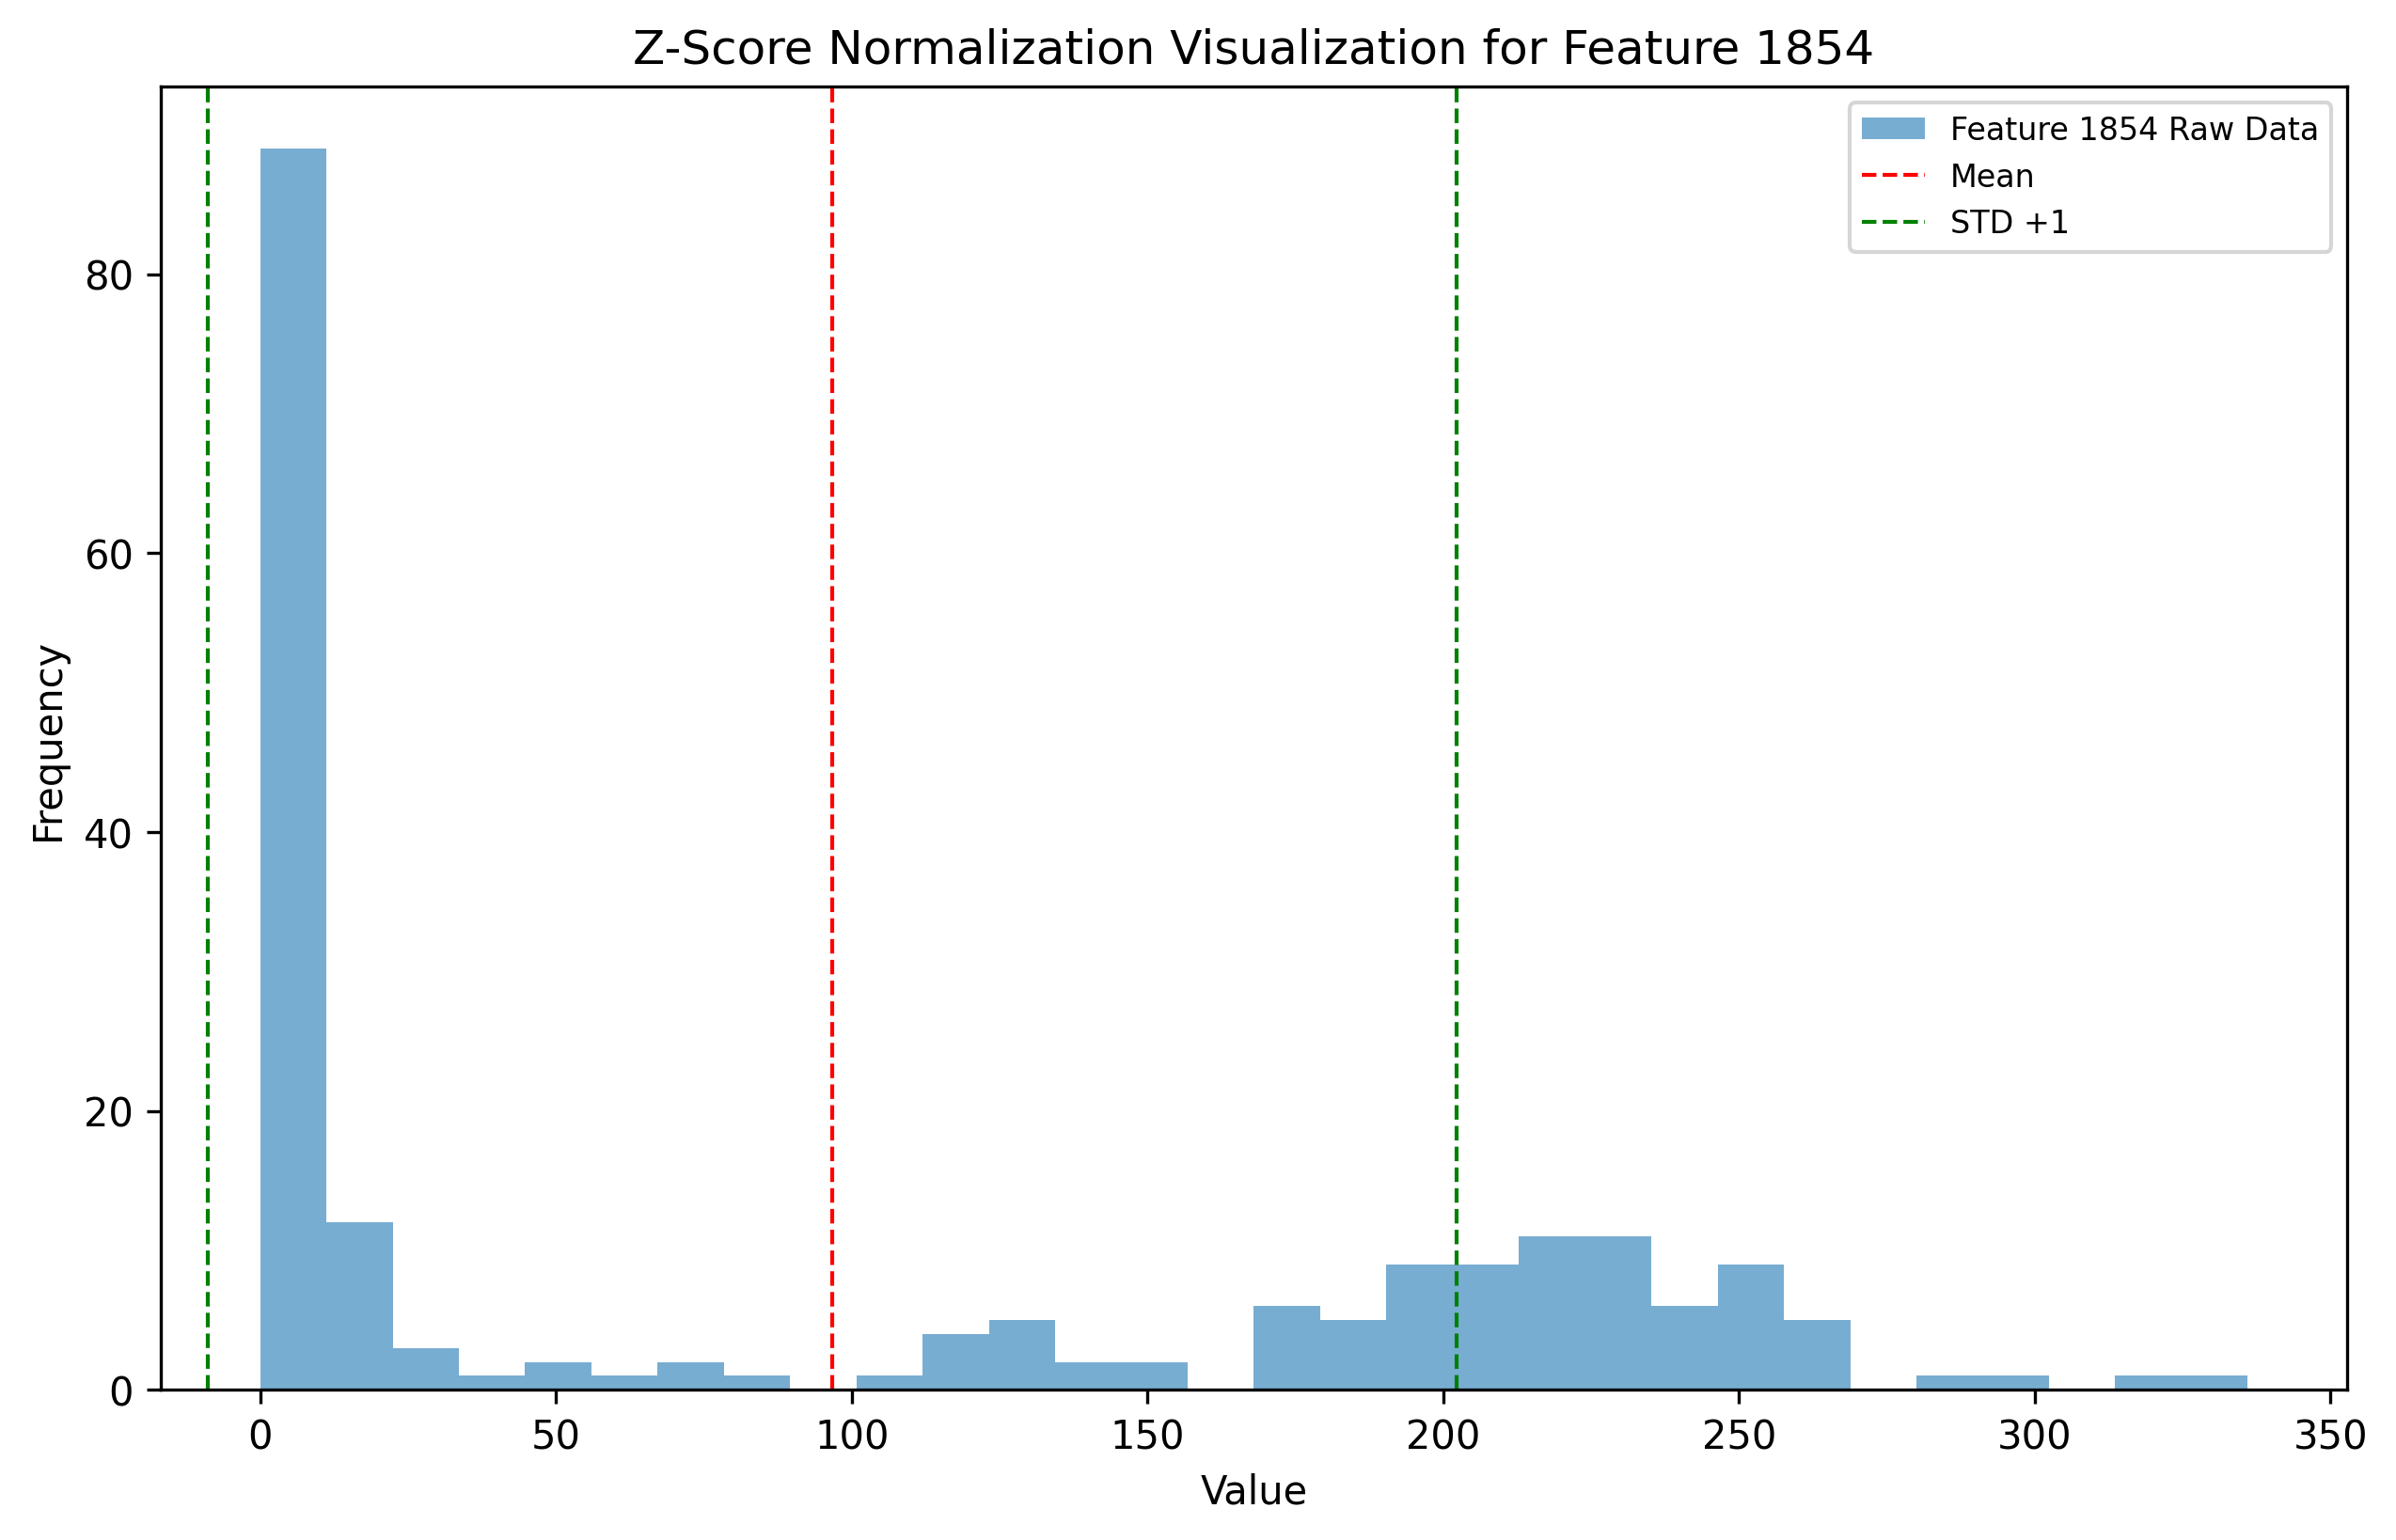 Z-Score Normalization Visualization for Feature 1854
Feature 1854 Raw Data
Mean
STD +1
80
60
40
20
0
Frequency
0 50 100 150 200 250 300 350
Value